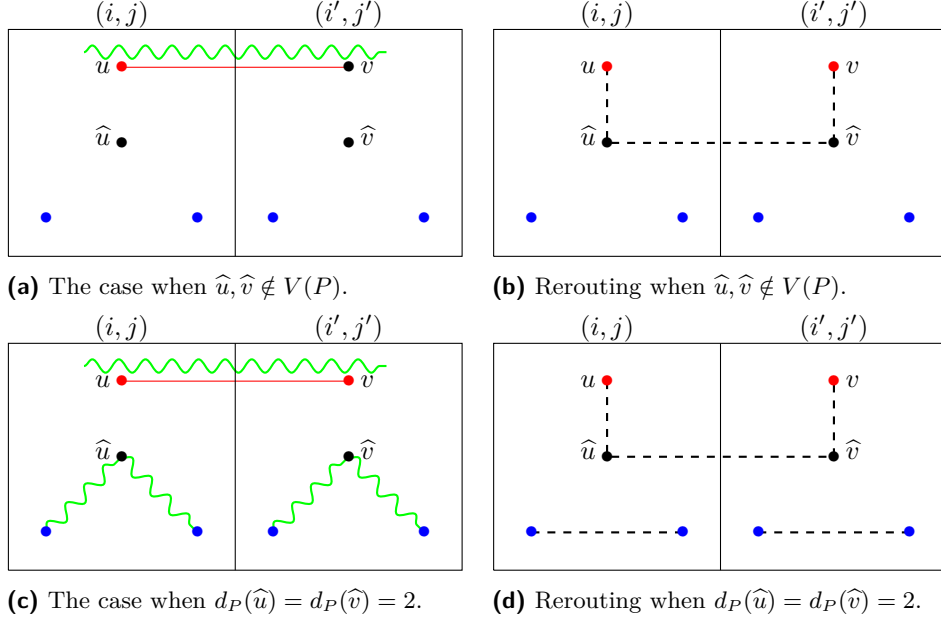 (i, j) (i′, j′) (i, j) (i′, j′)
u v u v
û v̂ û v̂
(a) The case when û, v̂ ∉ V(P). (b) Rerouting when û, v̂ ∉ V(P).
(i, j) (i′, j′) (i, j) (i′, j′)
u v u v
û v̂ û v̂
(c) The case when d_P(û) = d_P(v̂) = 2. (d) Rerouting when d_P(û) = d_P(v̂) = 2.